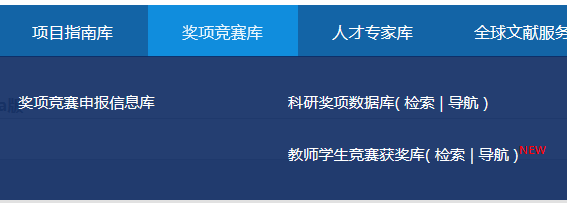 项目指南库 奖项竞赛库 人才专家库 全球文献服务
奖项竞赛申报信息库 科研奖项数据库( 检索 | 导航 )
教师学生竞赛获奖库( 检索 | 导航 ) NEW